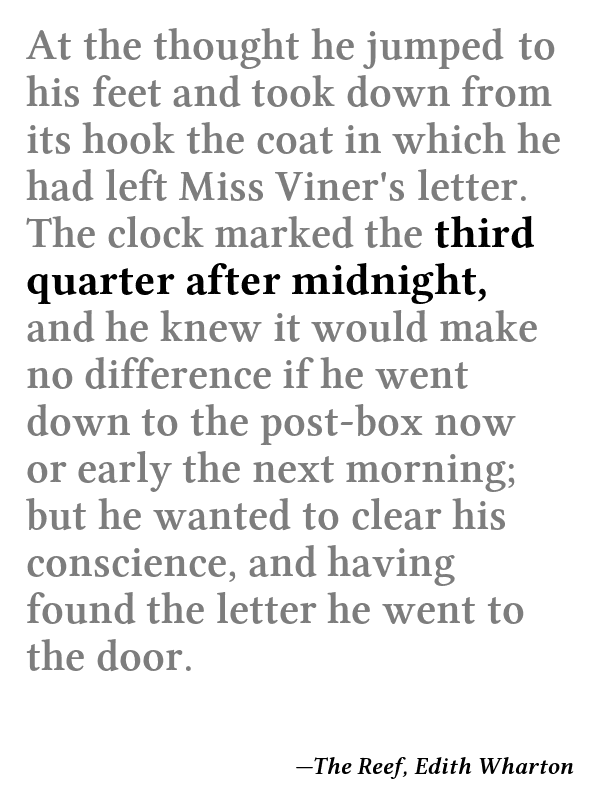 At the thought he jumped to
his feet and took down from
its hook the coat in which he
had left Miss Viner's letter.
The clock marked the third
quarter after midnight,
and he knew it would make
no difference if he went
down to the post-box now
or early the next morning;
but he wanted to clear his
conscience, and having
found the letter he went to
the door.
—The Reef, Edith Wharton